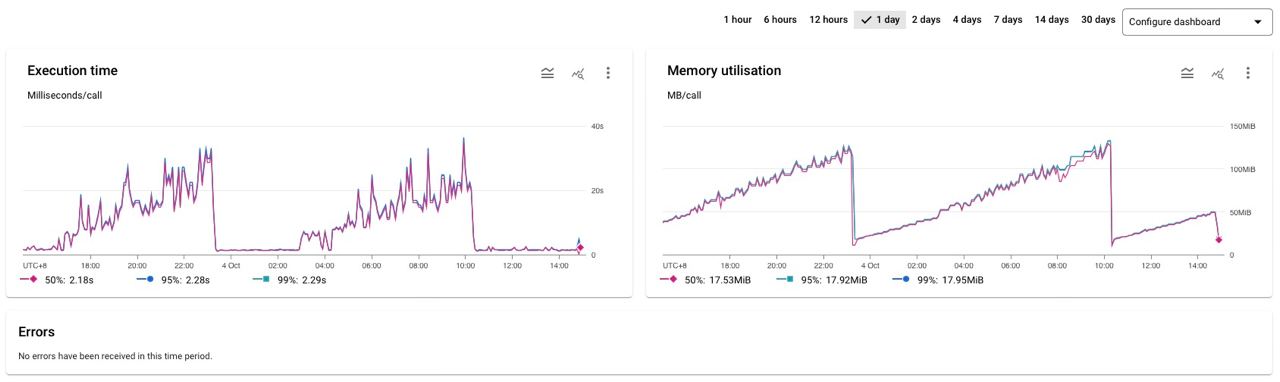 1 hour 6 hours 12 hours 1 day 2 days 4 days 7 days 14 days 30 days Configure dashboard
Execution time
Milliseconds/call
40s
20s
0
UTC+8 18:00 20:00 22:00 4 Oct 02:00 04:00 06:00 08:00 10:00 12:00 14:00
50%: 2.18s 95%: 2.28s 99%: 2.29s
Memory utilisation
MB/call
150MiB
100MiB
50MiB
0
UTC+8 18:00 20:00 22:00 4 Oct 02:00 04:00 06:00 08:00 10:00 12:00 14:00
50%: 17.53MiB 95%: 17.92MiB 99%: 17.95MiB
Errors
No errors have been received in this time period.